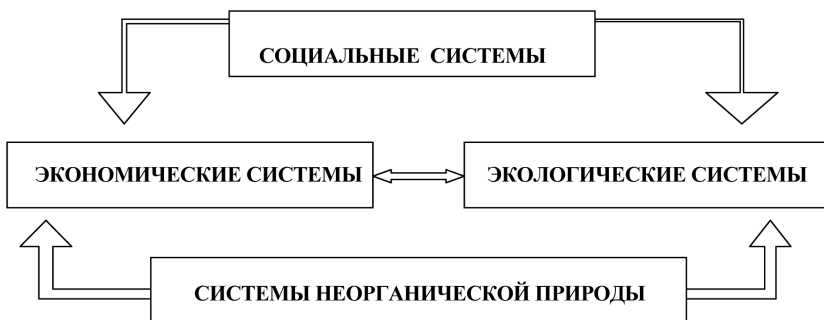 СОЦИАЛЬНЫЕ СИСТЕМЫ
ЭКОНОМИЧЕСКИЕ СИСТЕМЫ
ЭКОЛОГИЧЕСКИЕ СИСТЕМЫ
СИСТЕМЫ НЕОРГАНИЧЕСКОЙ ПРИРОДЫ